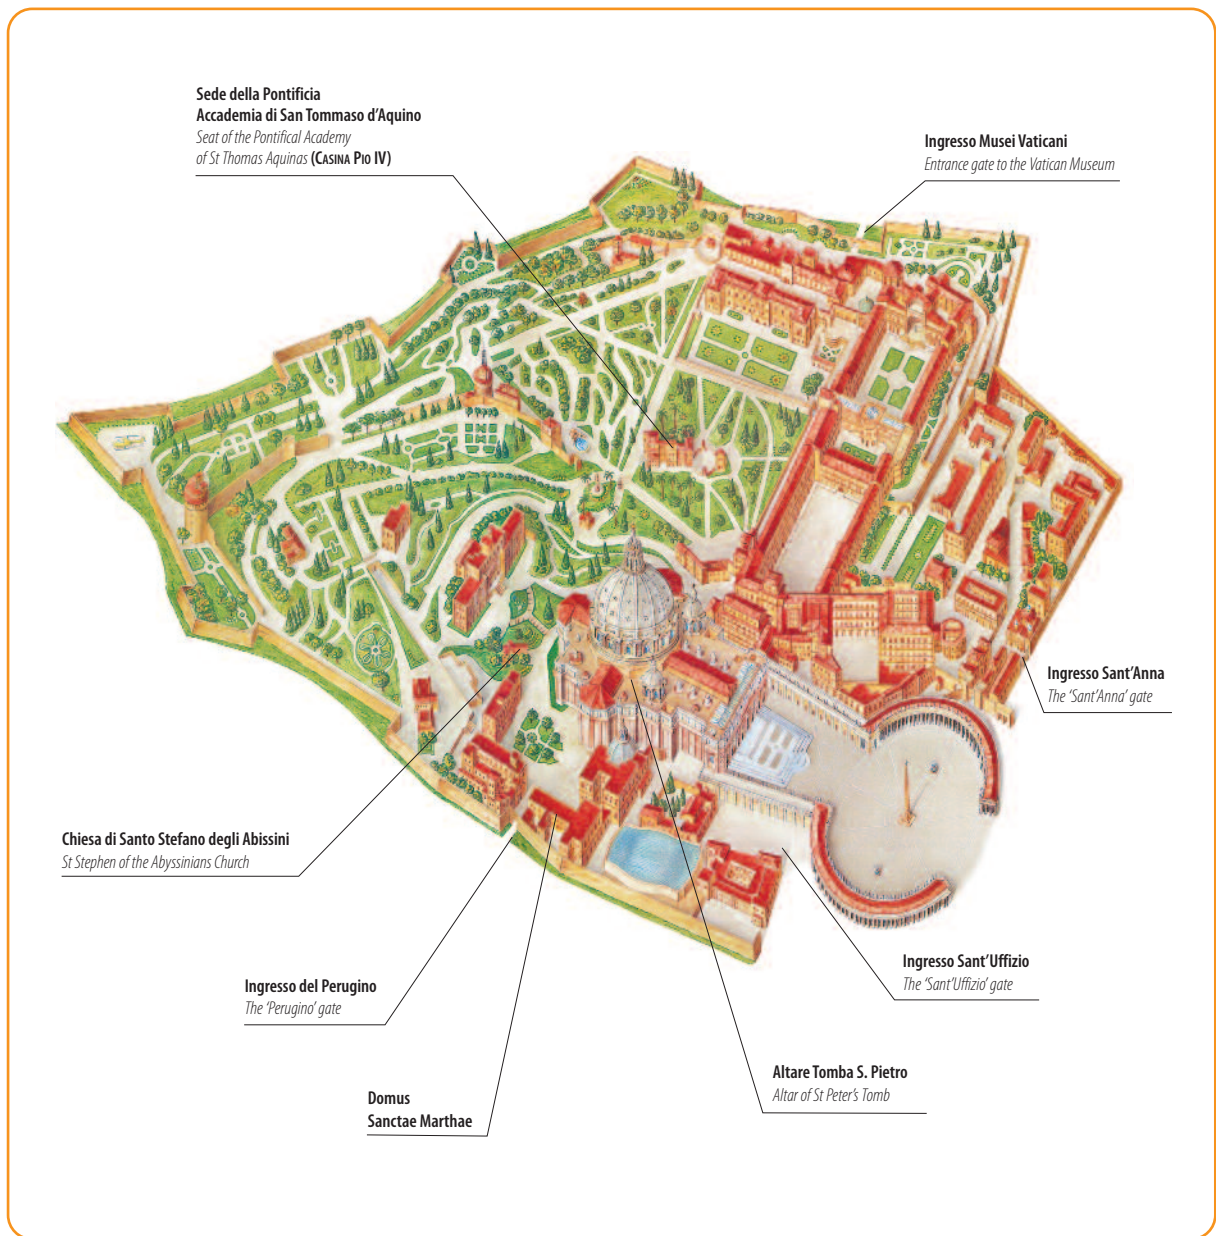 Sede della Pontificia
Accademia di San Tommaso d’Aquino
Seat of the Pontifical Academy
of St Thomas Aquinas (Casina Pio IV)
Ingresso Musei Vaticani
Entrance gate to the Vatican Museum
Ingresso Sant’Anna
The ‘Sant’Anna’ gate
Chiesa di Santo Stefano degli Abissini
St Stephen of the Abyssinians Church
Ingresso Sant’Uffizio
The ‘Sant’Uffizio’ gate
Ingresso del Perugino
The ‘Perugino’ gate
Altare Tomba S. Pietro
Altar of St Peter’s Tomb
Domus
Sanctae Marthae